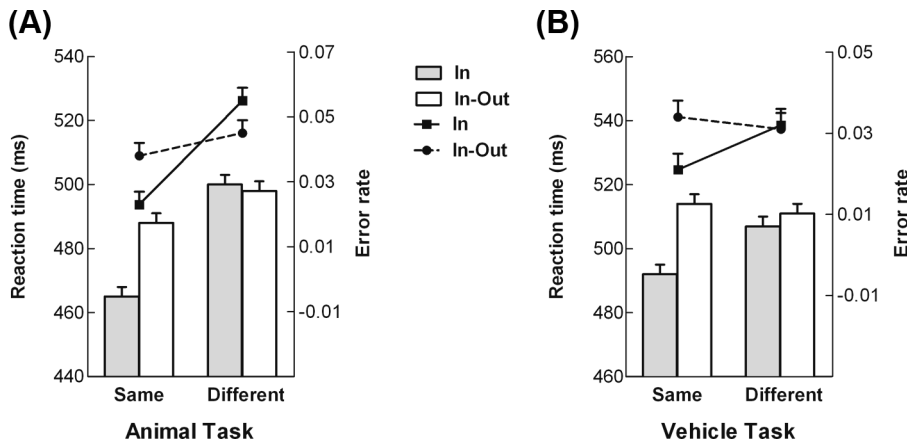 (A)
540
520
500
480
460
440
Reaction time (ms)
0.07
0.05
0.03
0.01
-0.01
Error rate
Same
Different
Animal Task
In
In-Out
In
In-Out
(B)
560
540
520
500
480
460
Reaction time (ms)
0.05
0.03
0.01
-0.01
Error rate
Same
Different
Vehicle Task